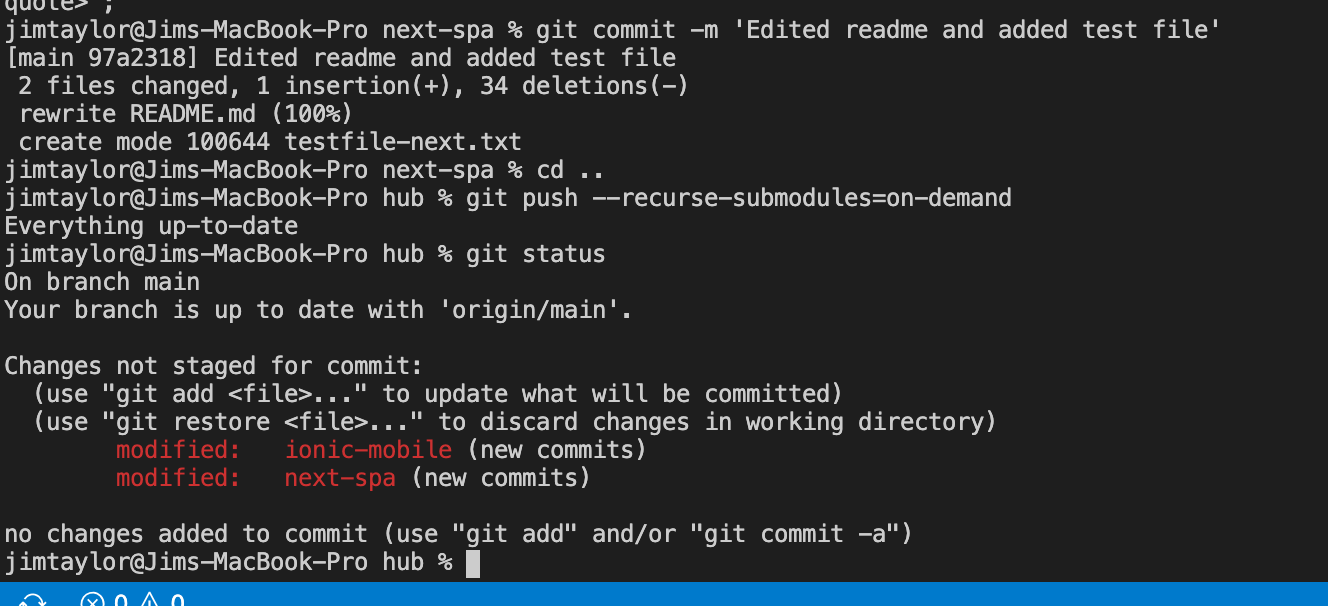 quote> ';
jimtaylor@Jims-MacBook-Pro next-spa % git commit -m 'Edited readme and added test file'
[main 97a2318] Edited readme and added test file
 2 files changed, 1 insertion(+), 34 deletions(-)
 rewrite README.md (100%)
 create mode 100644 testfile-next.txt
jimtaylor@Jims-MacBook-Pro next-spa % cd ..
jimtaylor@Jims-MacBook-Pro hub % git push --recurse-submodules=on-demand
Everything up-to-date
jimtaylor@Jims-MacBook-Pro hub % git status
On branch main
Your branch is up to date with 'origin/main'.

Changes not staged for commit:
  (use "git add <file>..." to update what will be committed)
  (use "git restore <file>..." to discard changes in working directory)
        modified:   ionic-mobile (new commits)
        modified:   next-spa (new commits)

no changes added to commit (use "git add" and/or "git commit -a")
jimtaylor@Jims-MacBook-Pro hub %
0 0